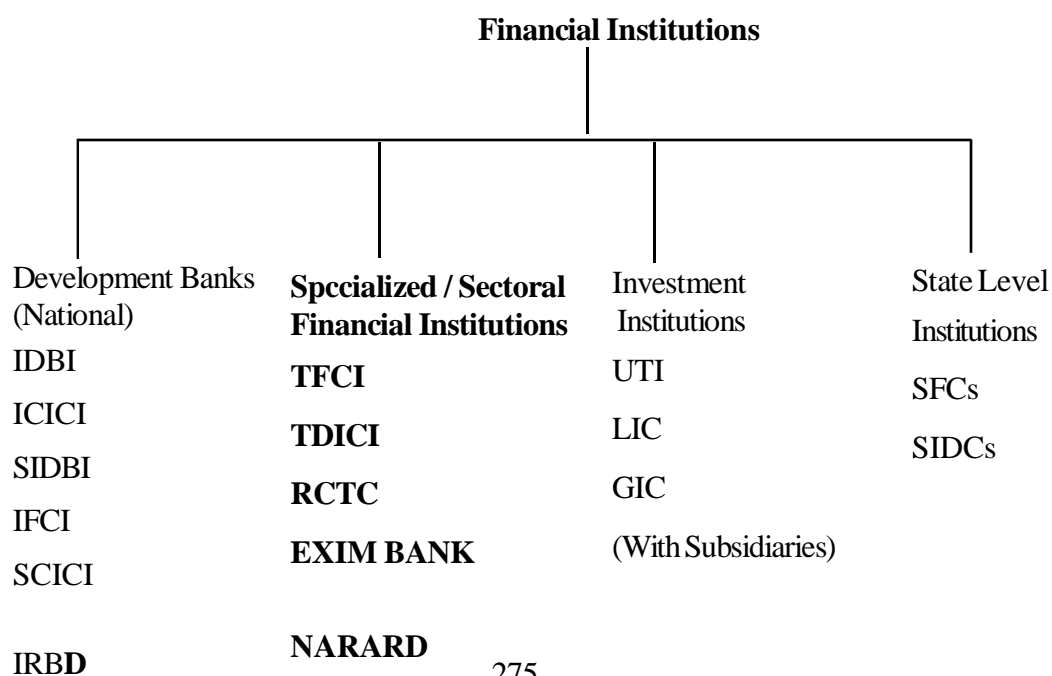 Financial Institutions
Development Banks
(National)
IDBI
ICICI
SIDBI
IFCI
SCICI
IRBD
Spccialized / Sectoral
Financial Institutions
TFCI
TDICI
RCTC
EXIM BANK
NARARD
Investment
Institutions
UTI
LIC
GIC
(With Subsidiaries)
State Level
Institutions
SFCs
SIDCs
275